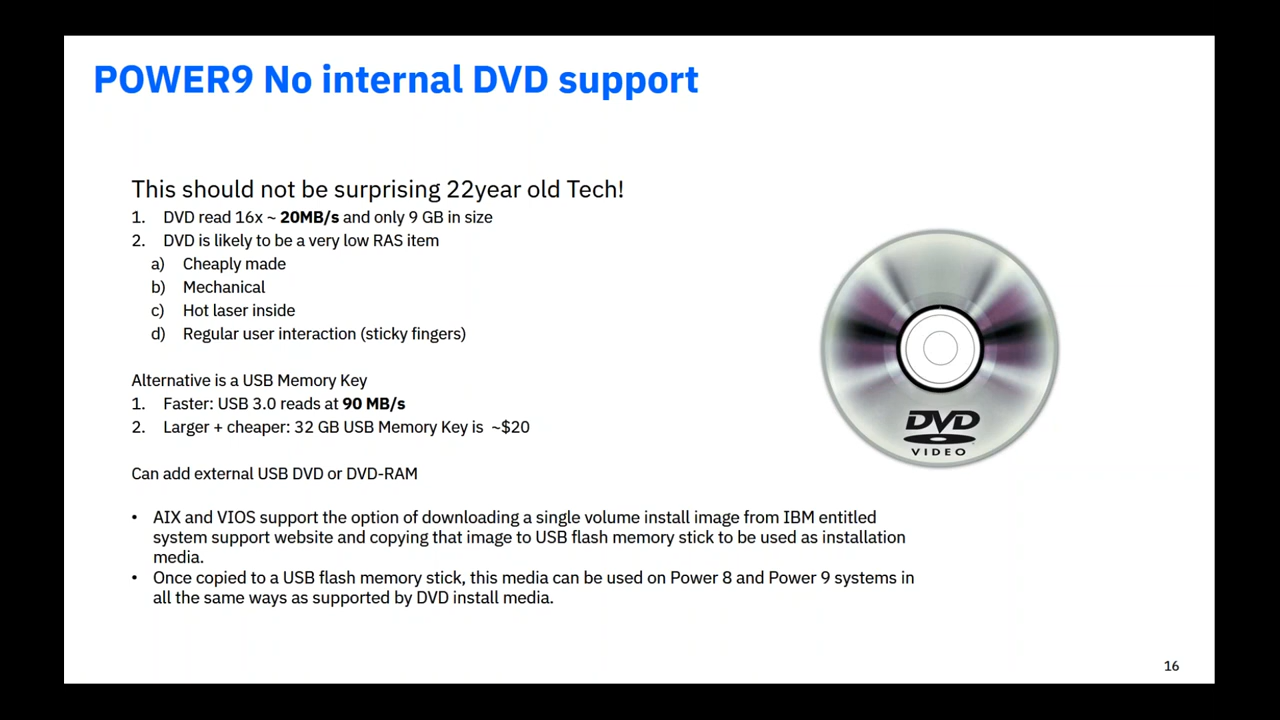 POWER9 No internal DVD support
This should not be surprising 22year old Tech!
1. DVD read 16x ~ 20MB/s and only 9 GB in size
2. DVD is likely to be a very low RAS item
a) Cheaply made
b) Mechanical
c) Hot laser inside
d) Regular user interaction (sticky fingers)
Alternative is a USB Memory Key
1. Faster: USB 3.0 reads at 90 MB/s
2. Larger + cheaper: 32 GB USB Memory Key is ~$20
Can add external USB DVD or DVD-RAM
• AIX and VIOS support the option of downloading a single volume install image from IBM entitled
system support website and copying that image to USB flash memory stick to be used as installation
media.
• Once copied to a USB flash memory stick, this media can be used on Power 8 and Power 9 systems in
all the same ways as supported by DVD install media.
DVD
VIDEO
16